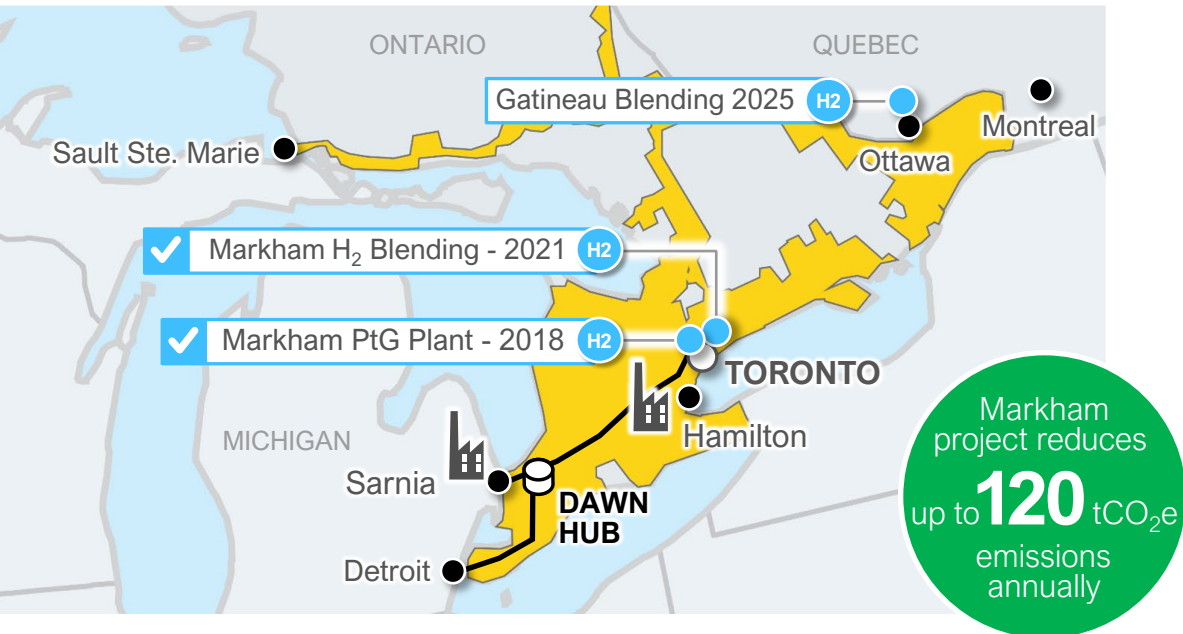 ONTARIO
QUEBEC
Gatineau Blending 2025 H2
Montreal
Sault Ste. Marie
Ottawa
Markham H₂ Blending - 2021 H2
Markham PtG Plant - 2018 H2
TORONTO
MICHIGAN
Hamilton
Sarnia
DAWN
HUB
Detroit
Markham
project reduces
up to 120 tCO₂e
emissions
annually